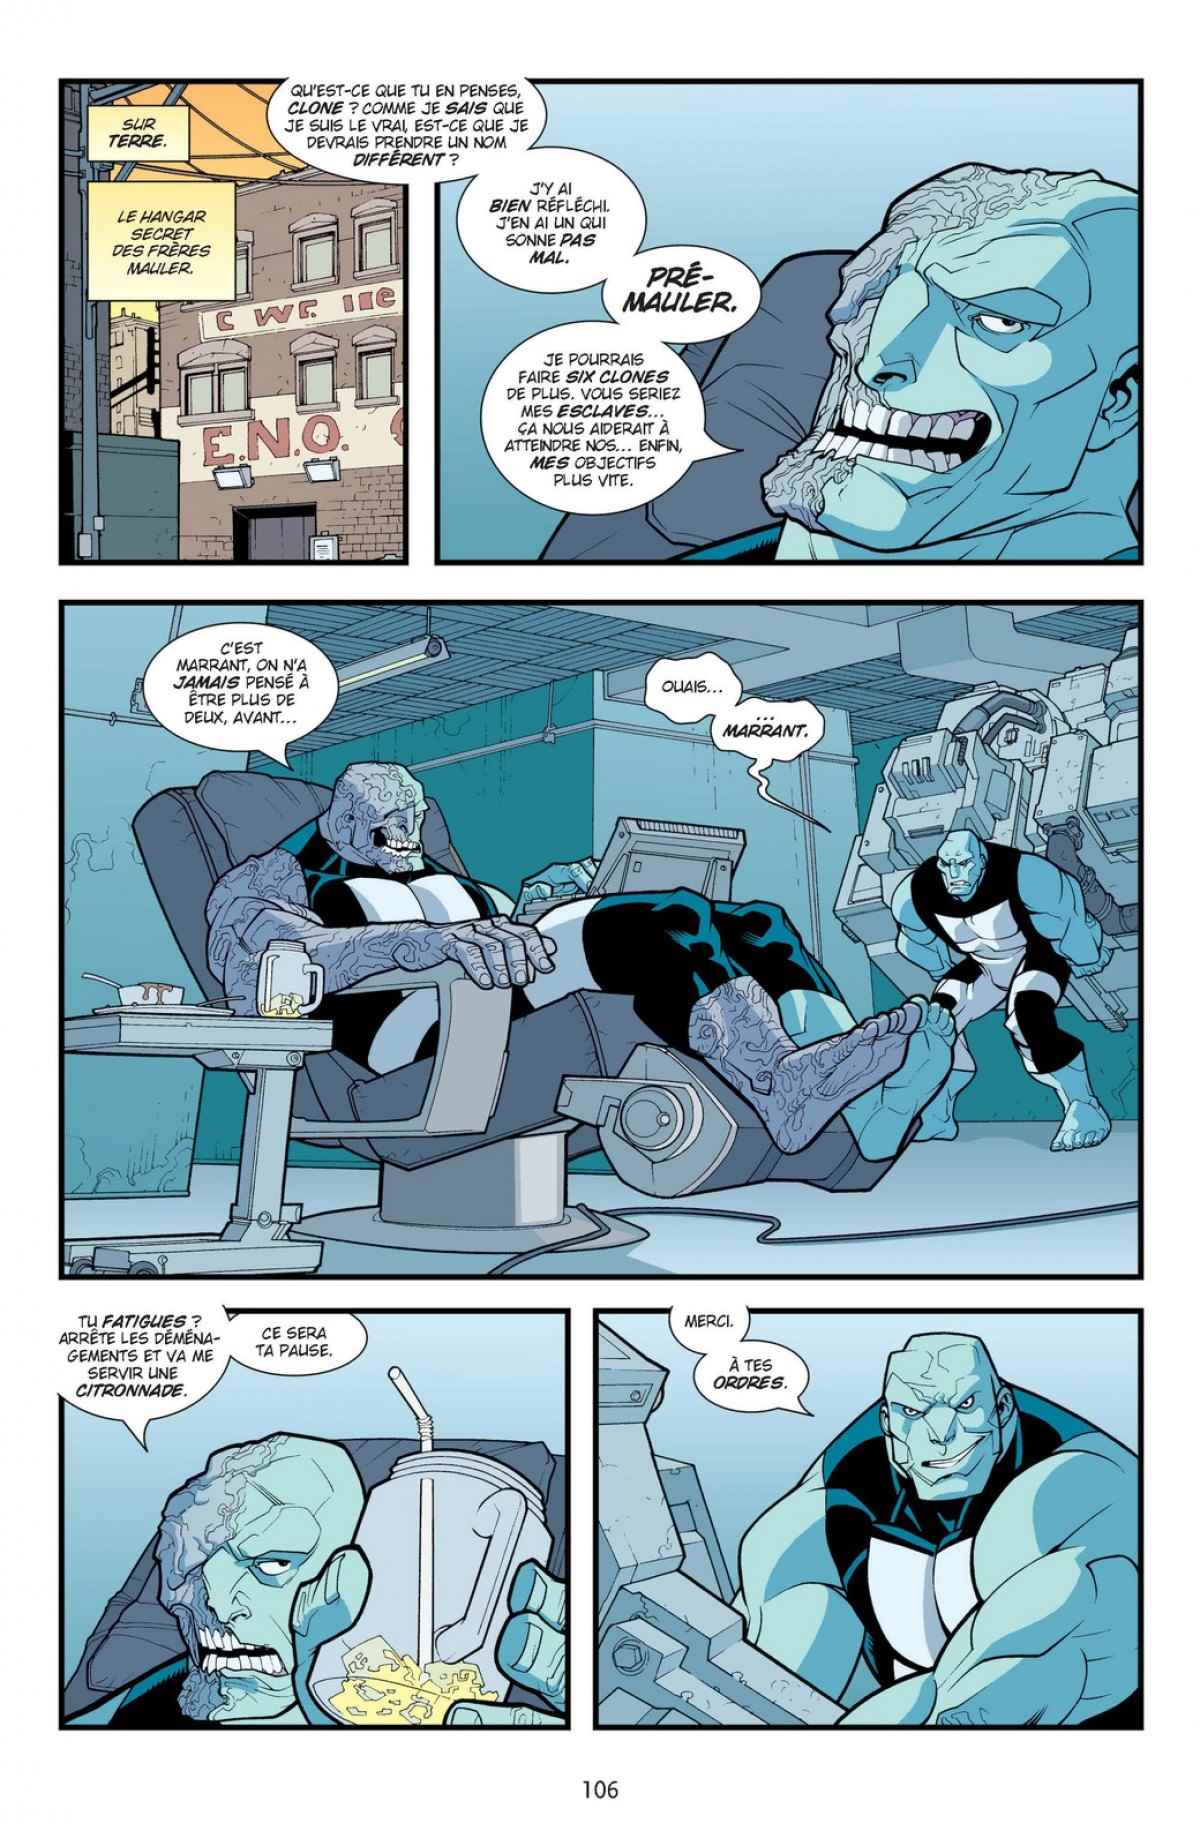 SUR
TERRE.
LE HANGAR
SECRET
DES FRÈRES
MAULER.
QU'EST-CE QUE TU EN PENSES,
CLONE ? COMME JE SAIS QUE
JE SUIS LE VRAI, EST-CE QUE JE
DEVRAIS PRENDRE UN NOM
DIFFÉRENT ?
J'Y AI
BIEN RÉFLÉCHI.
J'EN AI UN QUI
SONNE PAS
MAL.
PRÉ-
MAULER.
JE POURRAIS
FAIRE SIX CLONES
DE PLUS. VOUS SERIEZ
MES ESCLAVES...
ÇA NOUS AIDERAIT À
ATTEINDRE NOS... ENFIN,
MES OBJECTIFS
PLUS VITE.
E.N.O.
C'EST
MARRANT, ON N'A
JAMAIS PENSÉ À
ÊTRE PLUS DE
DEUX, AVANT...
OUAIS...
...
MARRANT.
TU FATIGUES ?
ARRÊTE LES DÉMÉNA-
GEMENTS ET VA ME
SERVIR UNE
CITRONNADE.
CE SERA
TA PAUSE.
MERCI.
À TES
ORDRES.
106